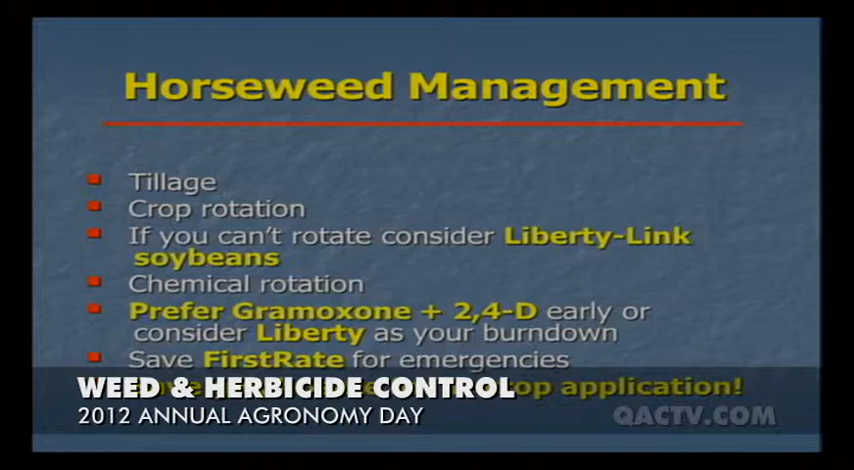 Horseweed Management
Tillage
Crop rotation
If you can't rotate consider Liberty-Link
soybeans
Chemical rotation
Prefer Gramoxone + 2,4-D early or
consider Liberty as your burndown
Save FirstRate for emergencies
top application!
WEED & HERBICIDE CONTROL
2012 ANNUAL AGRONOMY DAY
QACTV.COM